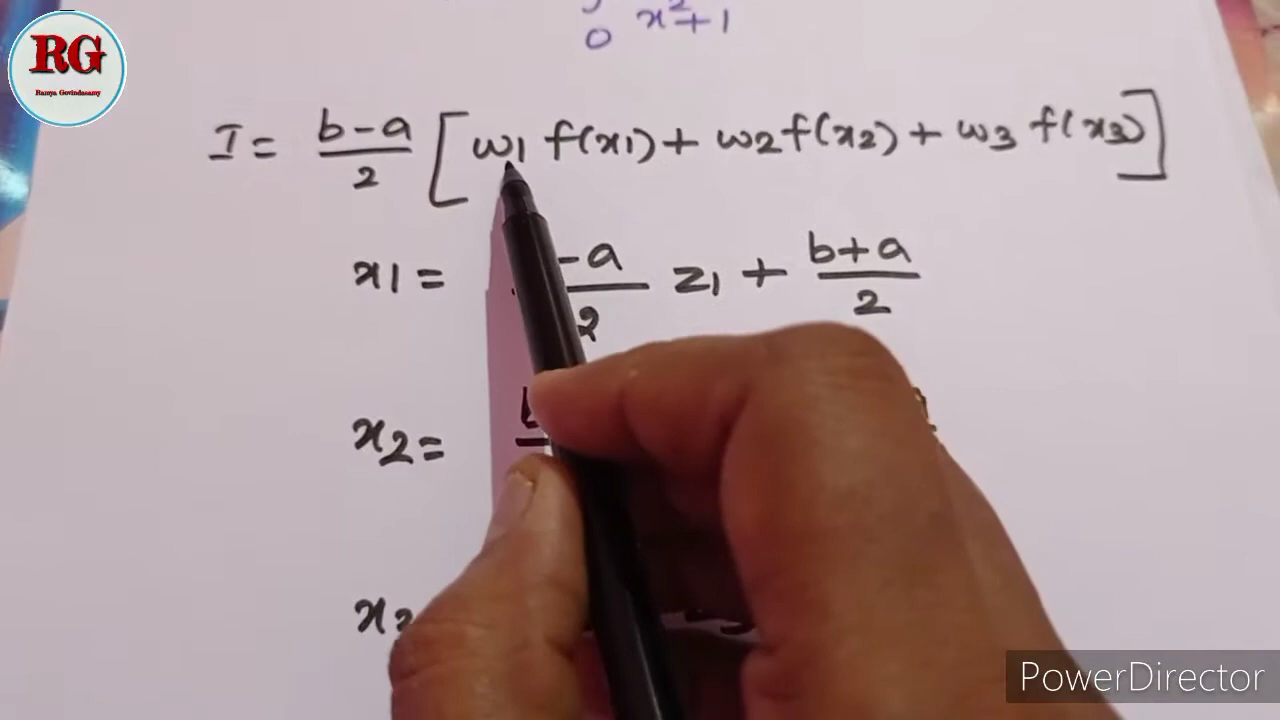 RG
Ramya Govindasamy
0 x²+1
I = b-a/2 [w1 f(x1) + w2 f(x2) + w3 f(x3)]
x1 = -a/2 z1 + b+a/2
x2 =
PowerDirector